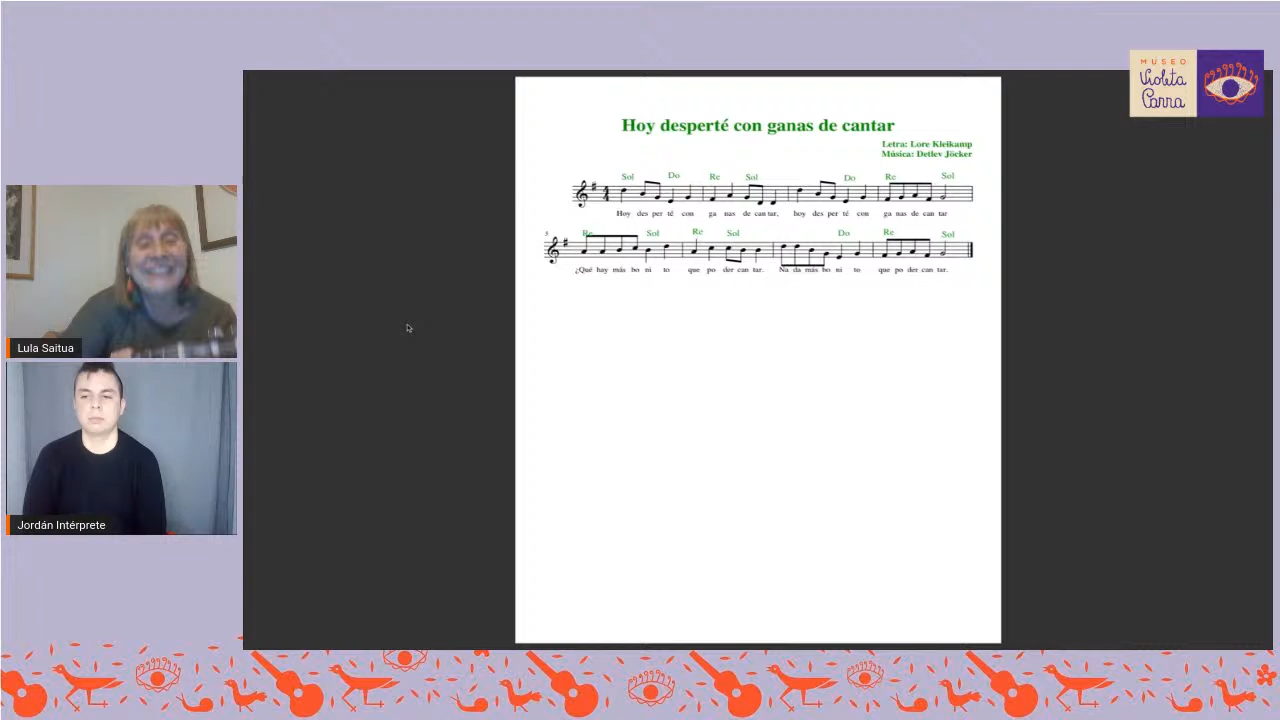 MUSEO
Violeta
Parra
Hoy desperté con ganas de cantar
Letra: Lore Kleikamp
Música: Detlev Jöcker
Sol Do Re Sol Do Re Sol
4
4
Hoy des per té con ga nas de can tar, hoy des per té con ga nas de can tar
5
Re Sol Re Sol Do Re Sol
¿Qué hay más bo ni to que po der can tar. Na da más bo ni to que po der can tar.
Lula Saitua
Jordán Intérprete